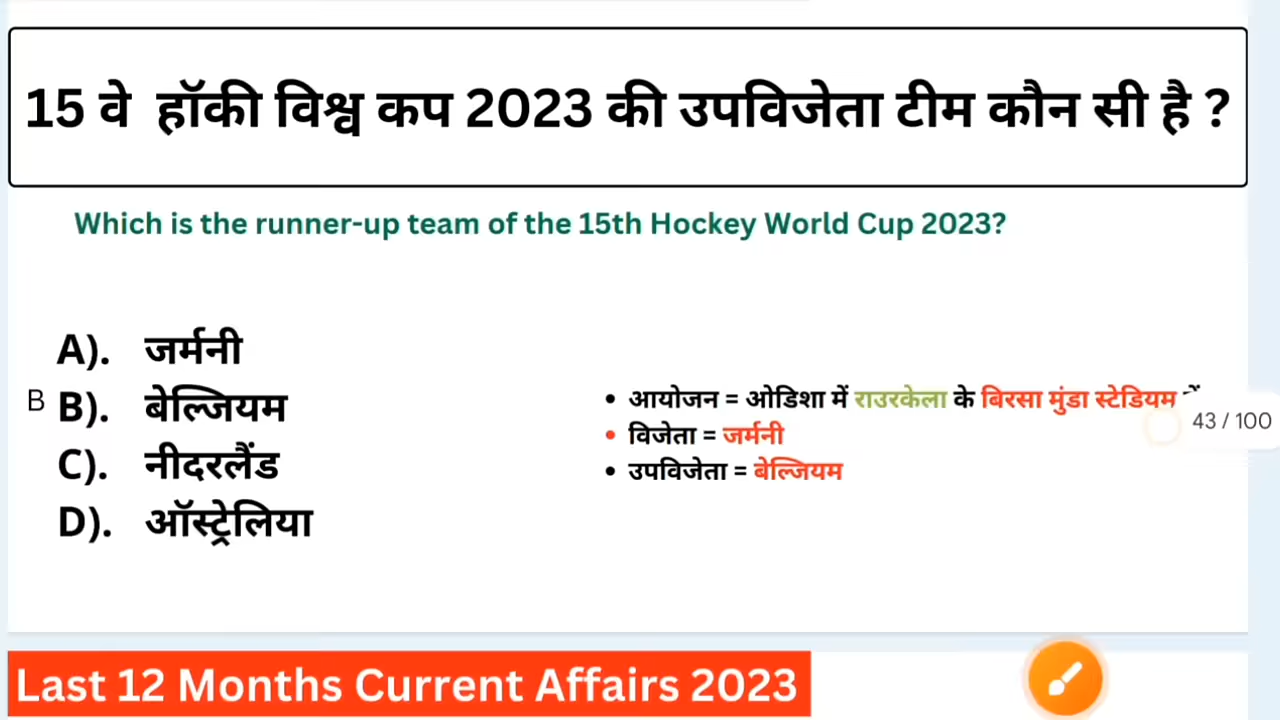 15 वे हॉकी विश्व कप 2023 की उपविजेता टीम कौन सी है ?
Which is the runner-up team of the 15th Hockey World Cup 2023?
A). जर्मनी
B B). बेल्जियम
C). नीदरलैंड
D). ऑस्ट्रेलिया
• आयोजन = ओडिशा में राउरकेला के बिरसा मुंडा स्टेडियम
• विजेता = जर्मनी
• उपविजेता = बेल्जियम
43 / 100
Last 12 Months Current Affairs 2023